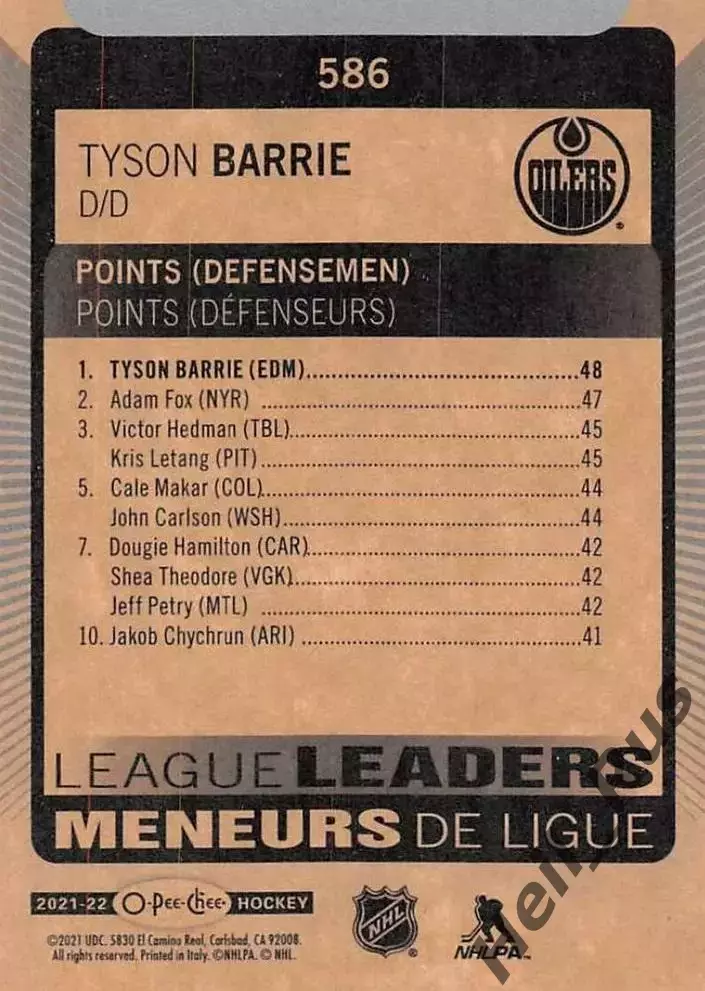 586
TYSON BARRIE
D/D
OILERS
POINTS (DEFENSEMEN)
POINTS (DÉFENSEURS)
1. TYSON BARRIE (EDM)..................................................48
2. Adam Fox (NYR) ..................................................47
3. Victor Hedman (TBL)..................................................45
Kris Letang (PIT)..................................................45
5. Cale Makar (COL)..................................................44
John Carlson (WSH)..................................................44
7. Dougie Hamilton (CAR)..................................................42
Shea Theodore (VGK)..................................................42
Jeff Petry (MTL) ..................................................42
10. Jakob Chychrun (ARI) ..................................................41
LEAGUE LEADERS
MENEURS DE LIGUE
2021-22 O-Pee-Chee HOCKEY
NHL
NHLPA
©2021 UDC. 5830 El Camino Real, Carlsbad, CA 92008.
All rights reserved. Printed in Italy. ©NHLPA. © NHL.